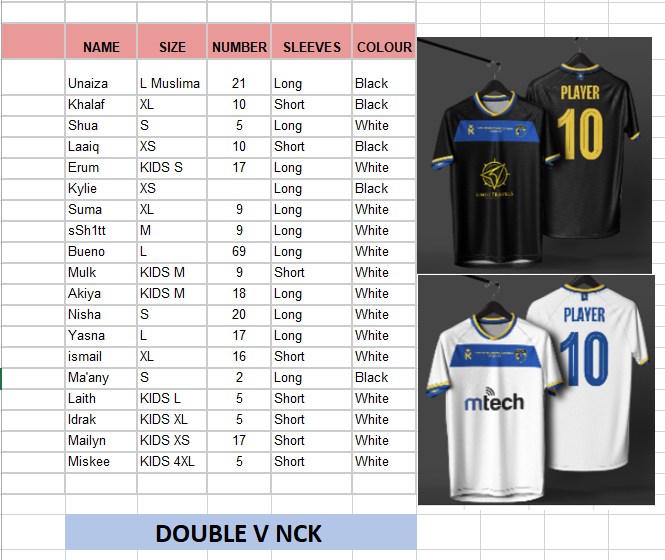 NAME SIZE NUMBER SLEEVES COLOUR
Unaiza L Muslima 21 Long Black
Khalaf XL 10 Short Black
Shua S 5 Long White
Laaiq XS 10 Short Black
Erum KIDS S 17 Long White
Kylie XS Long Black
Suma XL 9 Long White
sSh1tt M 9 Long White
Bueno L 69 Long White
Mulk KIDS M 9 Short White
Akiya KIDS M 18 Long White
Nisha S 20 Long White
Yasna L 17 Long White
ismail XL 16 Short White
Ma'any S 2 Long Black
Laith KIDS L 5 Short White
Idrak KIDS XL 5 Short White
Mailyn KIDS XS 17 Short White
Miskee KIDS 4XL 5 Short White
DOUBLE V NCK
PLAYER
10
PLAYER
10
mtech